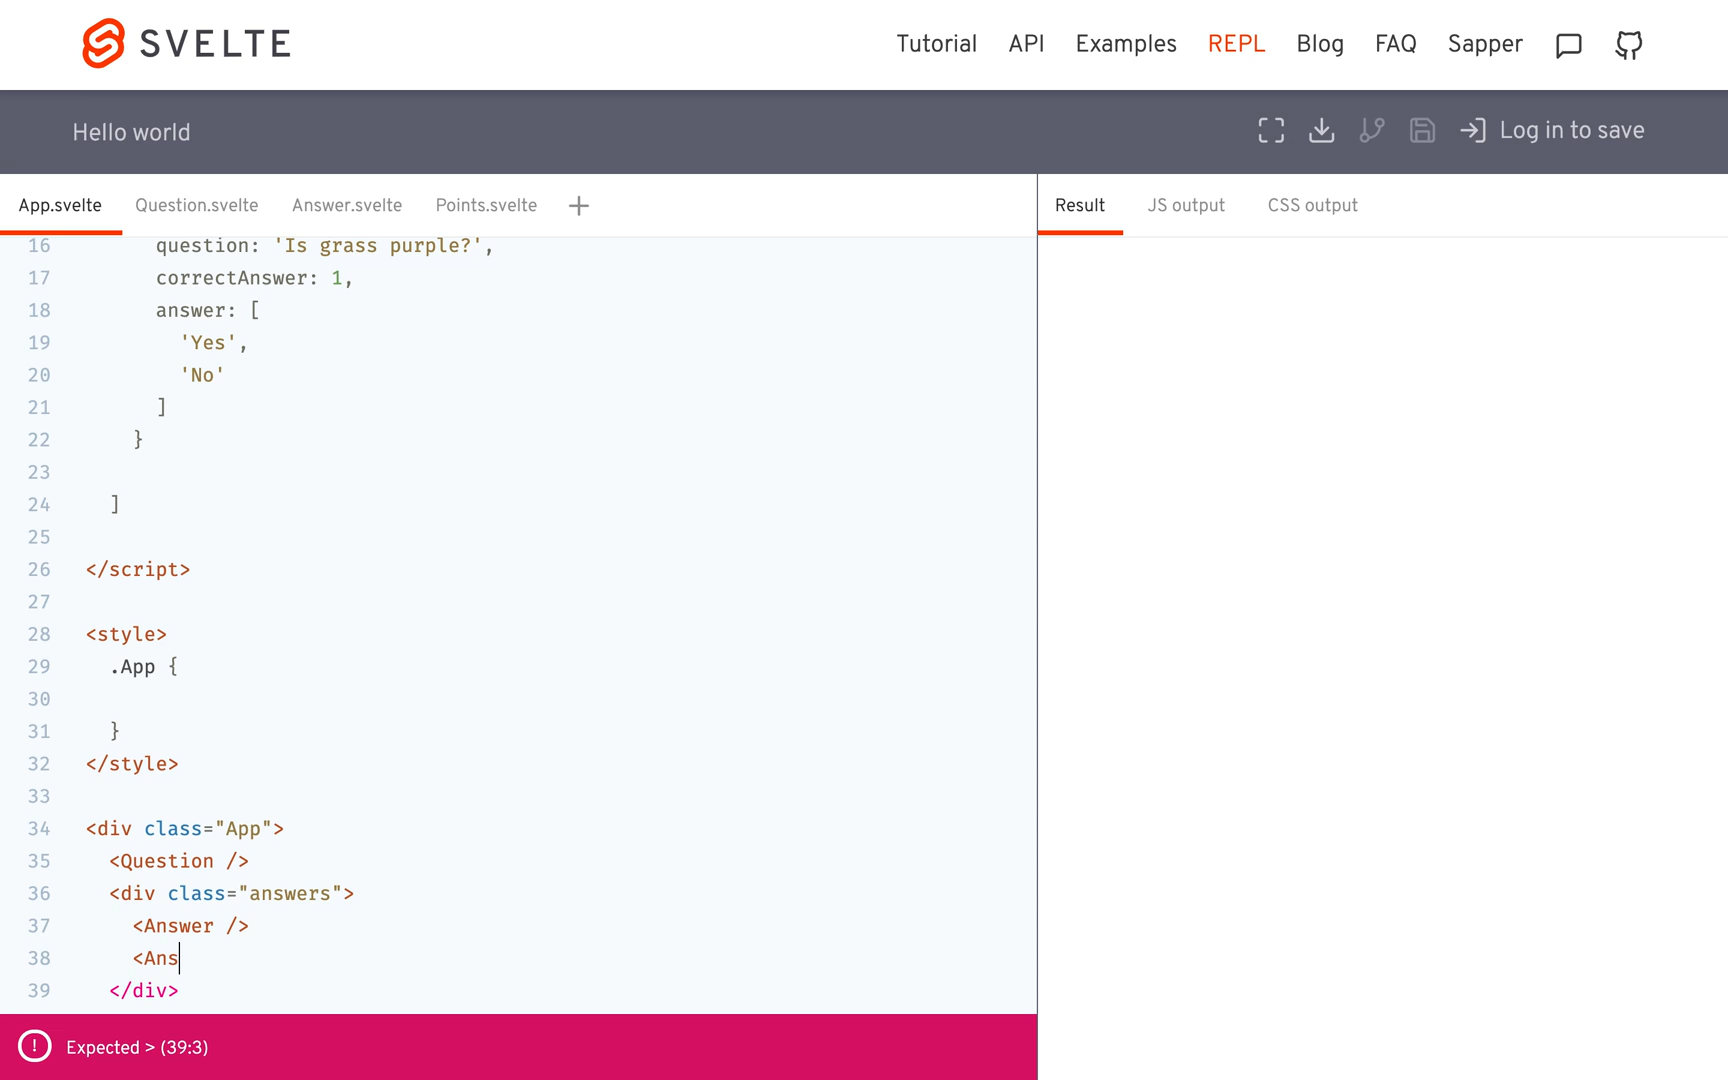 SVELTE
Tutorial API Examples REPL Blog FAQ Sapper
Hello world
Log in to save
App.svelte Question.svelte Answer.svelte Points.svelte +
Result JS output CSS output
16 question: 'Is grass purple?',
17 correctAnswer: 1,
18 answer: [
19 'Yes',
20 'No'
21 ]
22 }
23
24 ]
25
26 </script>
27
28 <style>
29 .App {
30
31 }
32 </style>
33
34 <div class="App">
35 <Question />
36 <div class="answers">
37 <Answer />
38 <Ans
39 </div>
! Expected > (39:3)